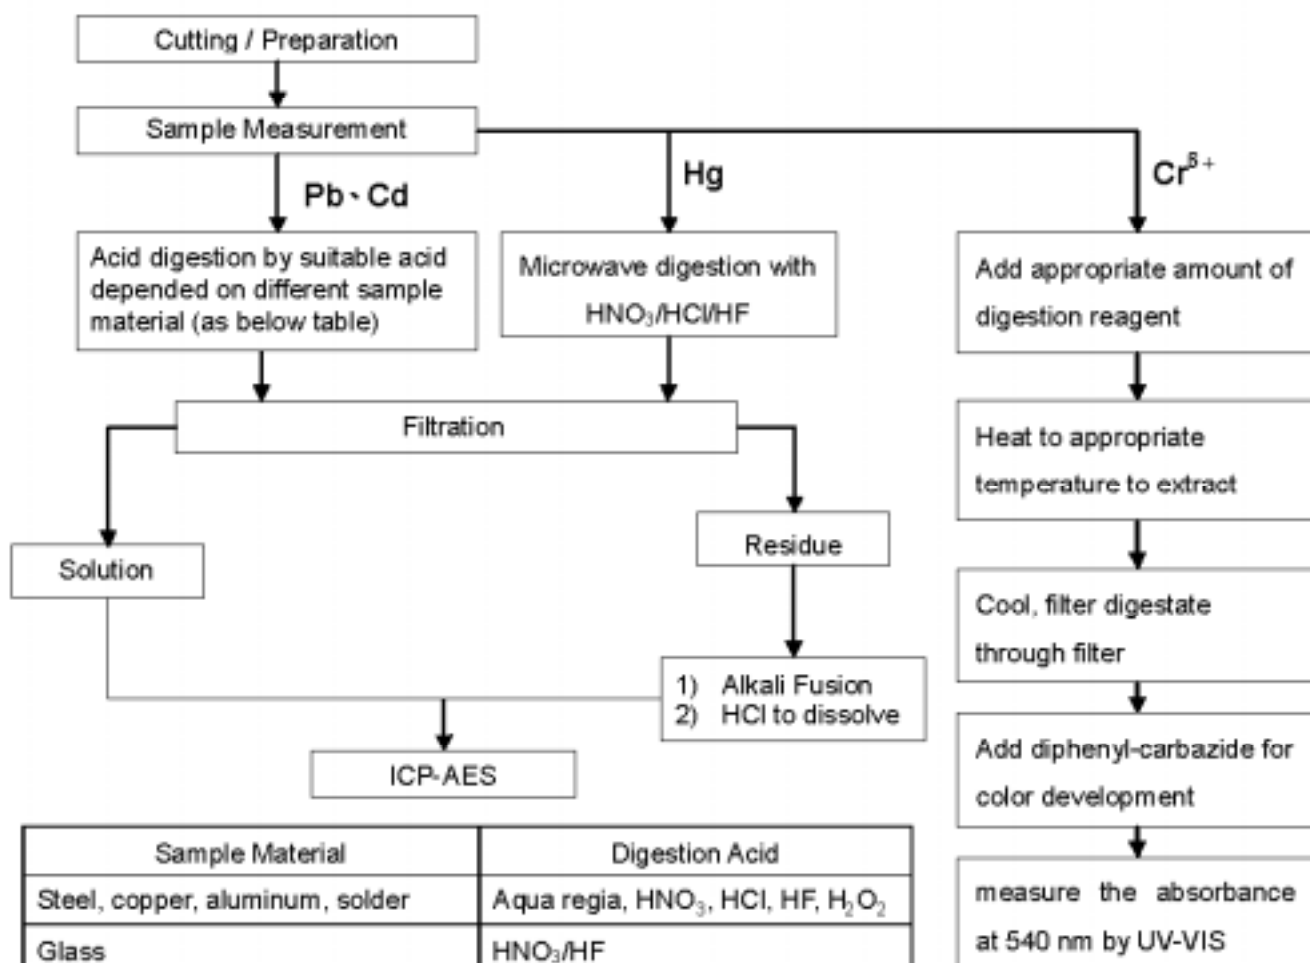 Cutting / Preparation
Sample Measurement
Pb、Cd
Hg
Cr⁶⁺
Acid digestion by suitable acid
depended on different sample
material (as below table)
Microwave digestion with
HNO₃/HCl/HF
Add appropriate amount of
digestion reagent
Filtration
Heat to appropriate
temperature to extract
Solution
Residue
Cool, filter digestate
through filter
1) Alkali Fusion
2) HCl to dissolve
ICP-AES
Add diphenyl-carbazide for
color development
measure the absorbance
at 540 nm by UV-VIS
Sample Material Digestion Acid
Steel, copper, aluminum, solder Aqua regia, HNO₃, HCl, HF, H₂O₂
Glass HNO₃/HF